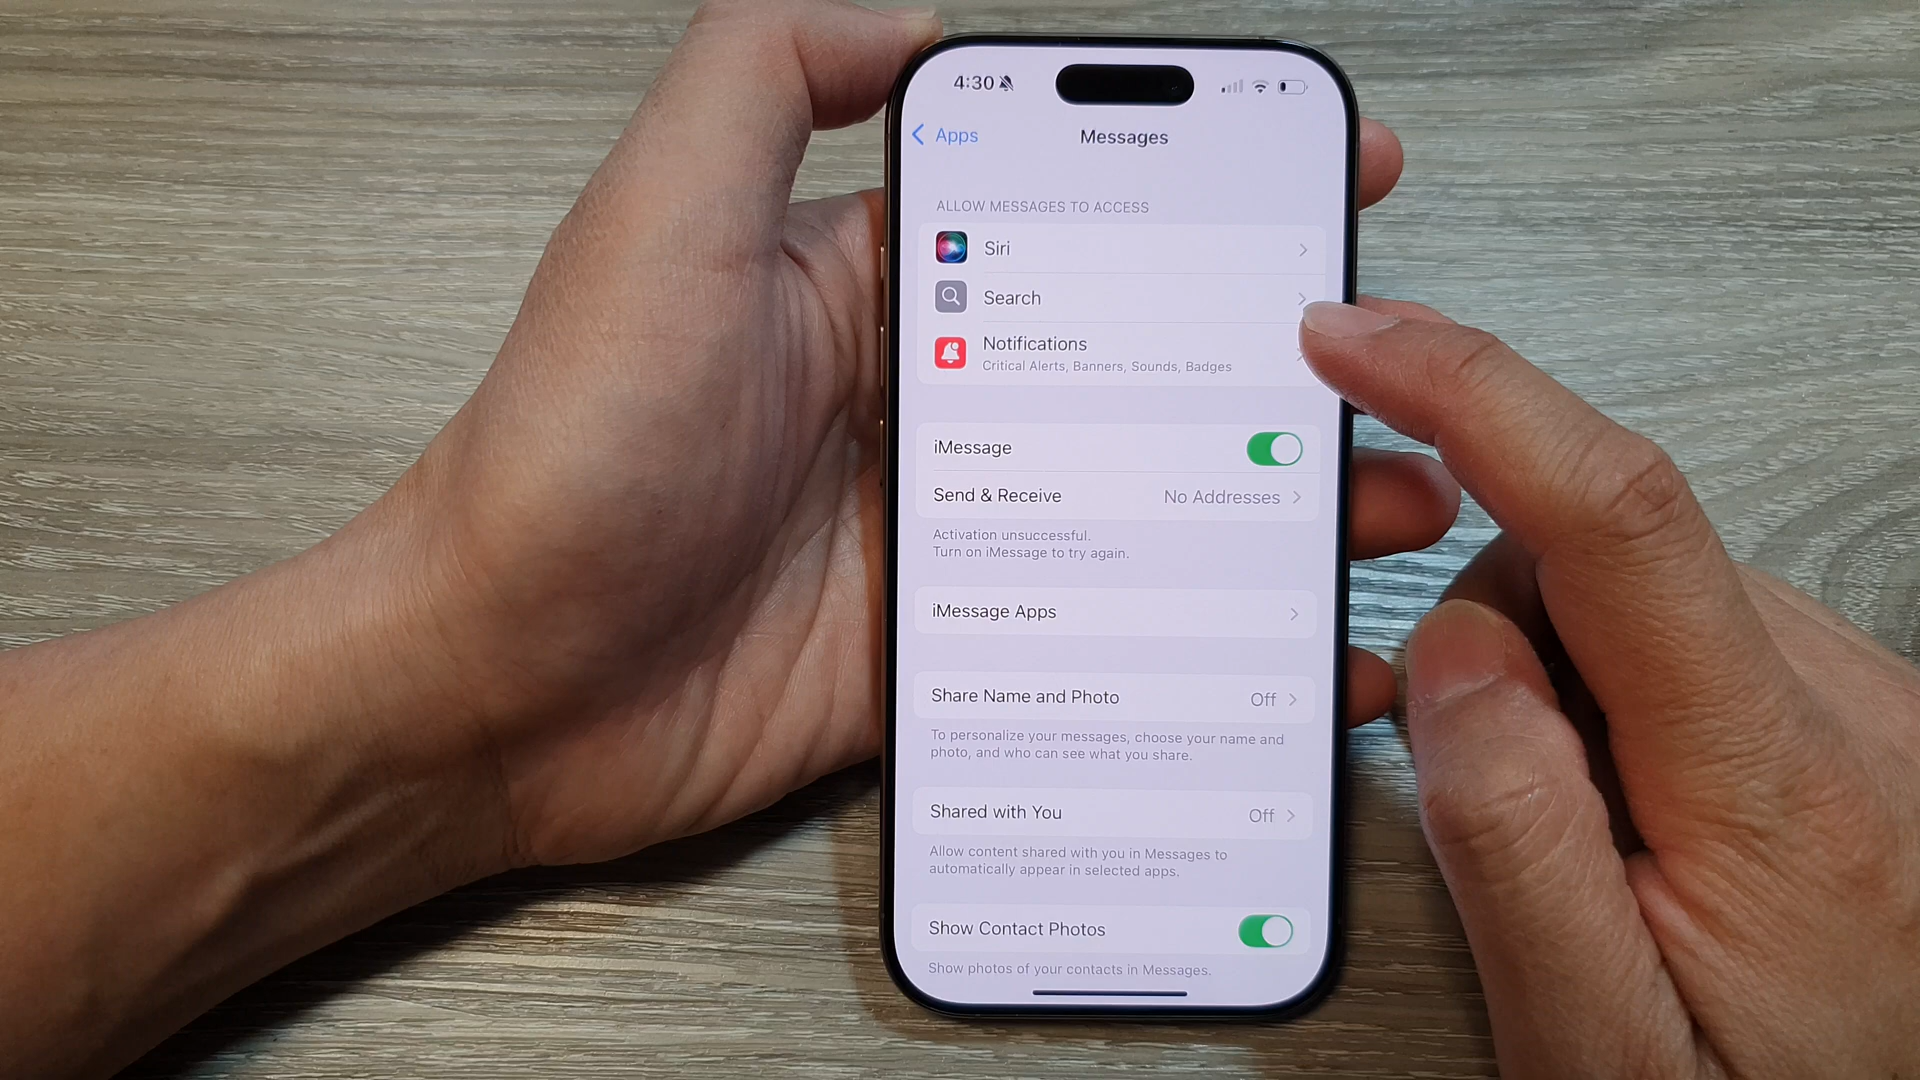 4:30
Apps
Messages
ALLOW MESSAGES TO ACCESS
Siri
Search
Notifications
Critical Alerts, Banners, Sounds, Badges
iMessage
Send & Receive No Addresses
Activation unsuccessful.
Turn on iMessage to try again.
iMessage Apps
Share Name and Photo Off
To personalize your messages, choose your name and
photo, and who can see what you share.
Shared with You Off
Allow content shared with you in Messages to
automatically appear in selected apps.
Show Contact Photos
Show photos of your contacts in Messages.